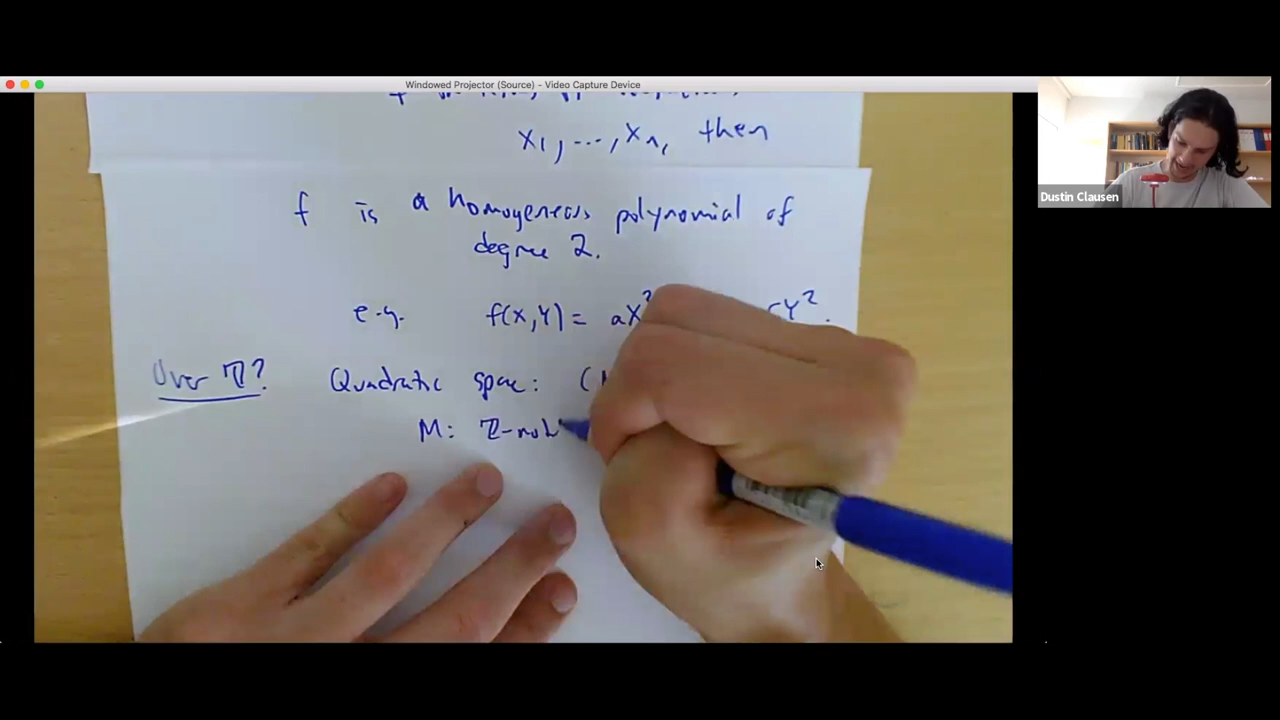 Windowed Projector (Source) - Video Capture Device
x₁, ..., xₙ, then
f is a homogeneous polynomial of
degree 2.
e.g. f(X,Y) = aX² cY².
Over ℤ? Quadratic space: (
M: ℤ-mod
Dustin Clausen